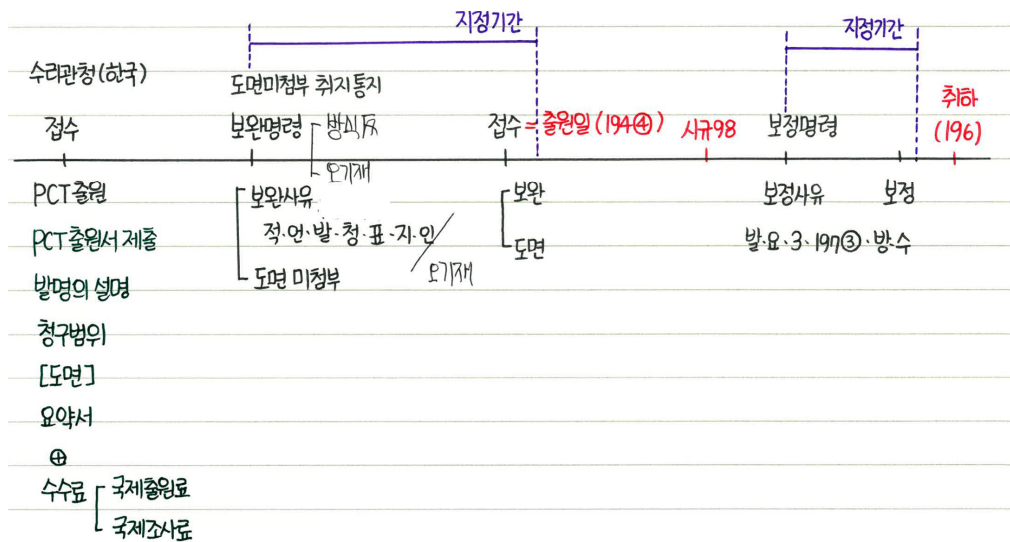 지정기간 지정기간
수리관청(한국)
도면미첨부 취지통지
취하
접수 보완명령 방식反 접수 = 출원일 (194④) 시규98 보정명령 (196)
오기재
PCT 출원 보완사유 보완 보정사유 보정
적·언·발·청·표·지·인 / 오기재
PCT 출원서 제출 도면 발·요·3·197③·방·수
도면 미첨부
발명의 설명
청구범위
[도면]
요약서
⊕
수수료 국제출원료
국제조사료